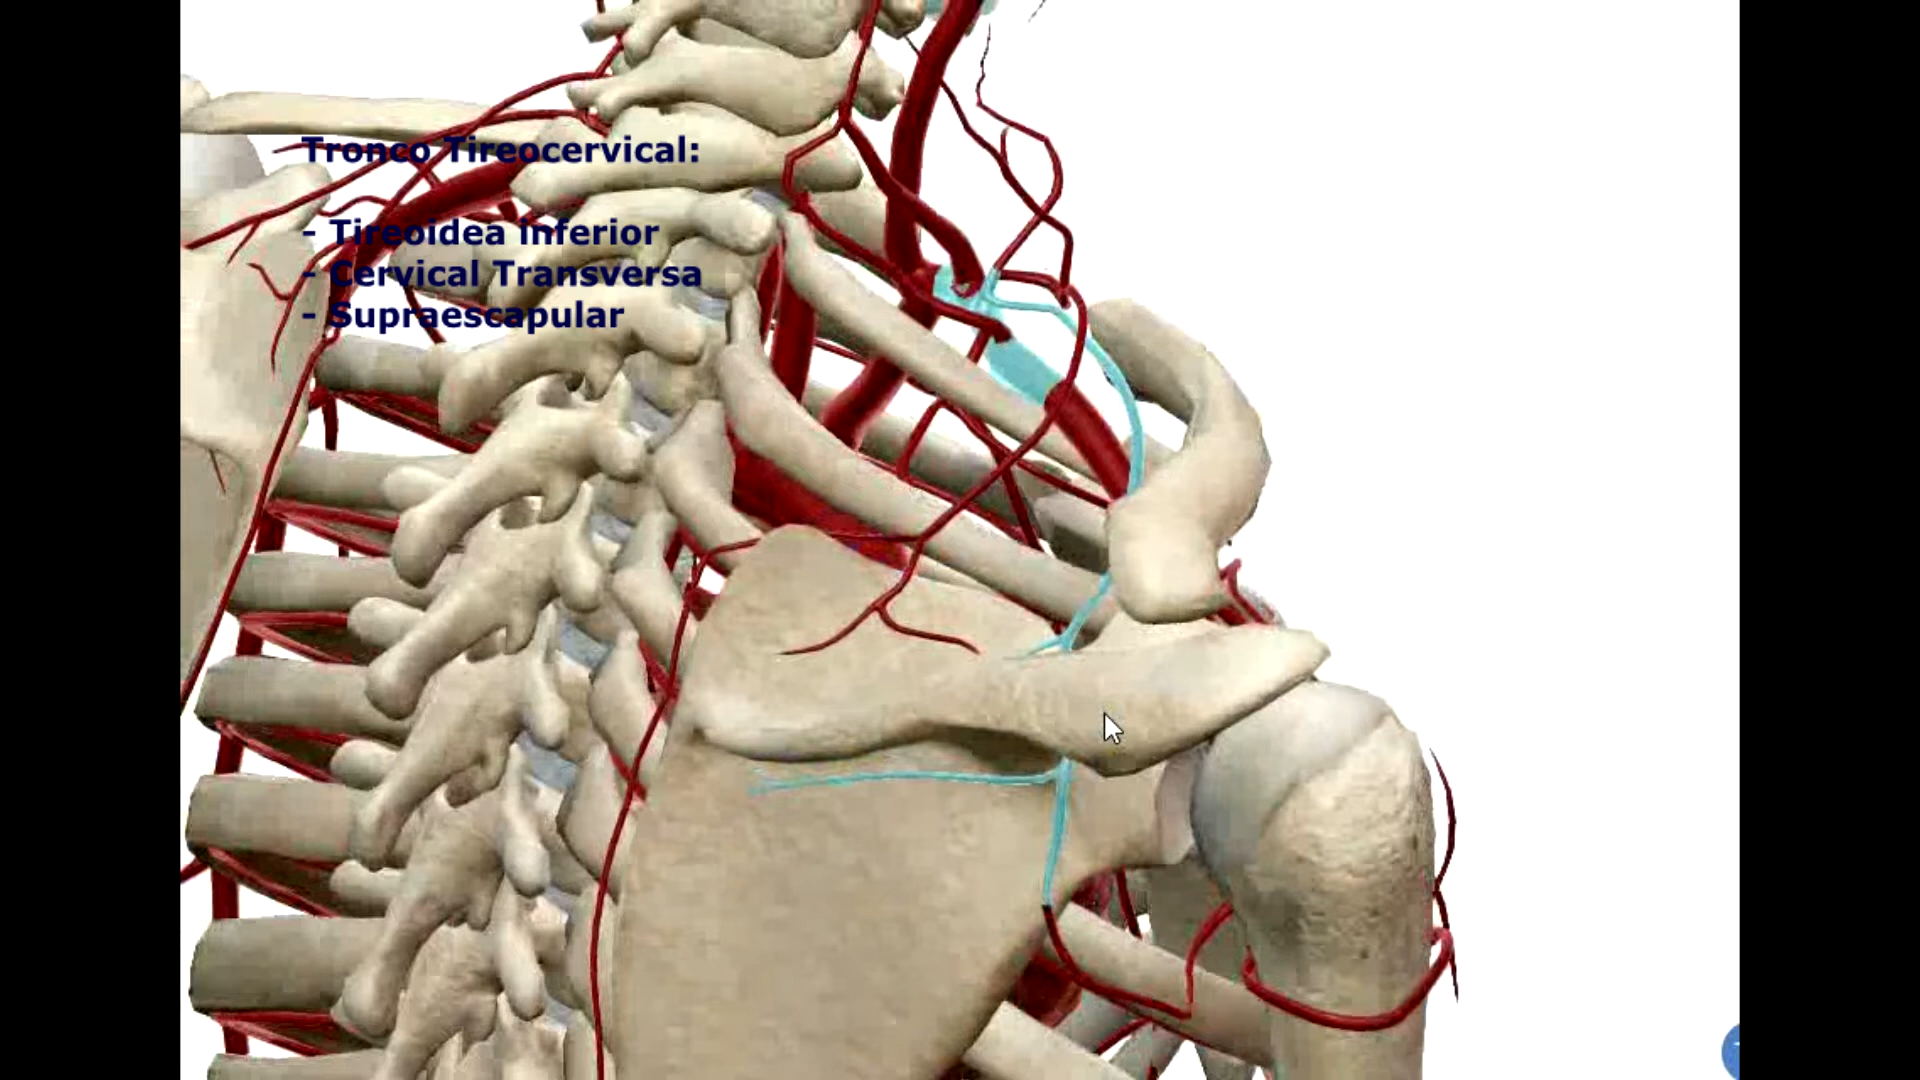 Tronco Tireocervical:
- Tireoidea inferior
- Cervical Transversa
- Supraescapular